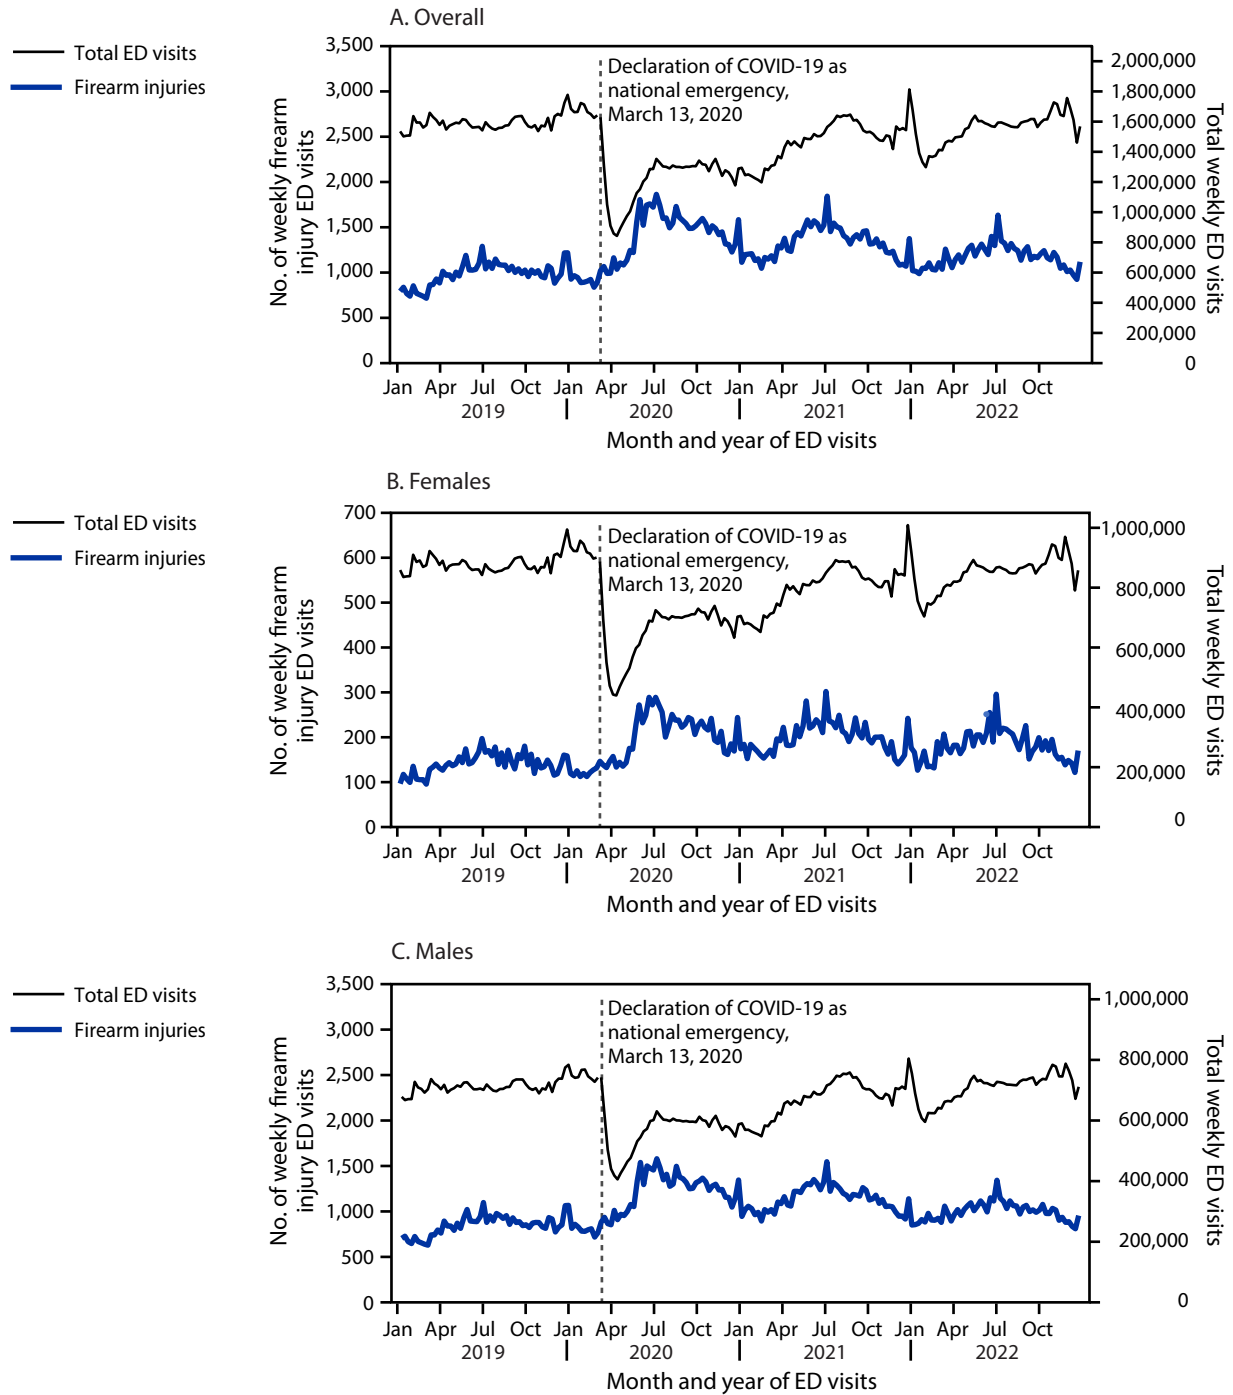 A. Overall
Total ED visits
Firearm injuries
No. of weekly firearm
injury ED visits
3,500
3,000
2,500
2,000
1,500
1,000
500
0
Declaration of COVID-19 as
national emergency,
March 13, 2020
2,000,000
1,800,000
1,600,000
1,400,000
1,200,000
1,000,000
800,000
600,000
400,000
200,000
0
Total weekly ED visits
Jan Apr Jul Oct Jan Apr Jul Oct Jan Apr Jul Oct Jan Apr Jul Oct
2019 2020 2021 2022
Month and year of ED visits
B. Females
Total ED visits
Firearm injuries
No. of weekly firearm
injury ED visits
700
600
500
400
300
200
100
0
Declaration of COVID-19 as
national emergency,
March 13, 2020
1,000,000
800,000
600,000
400,000
200,000
0
Total weekly ED visits
Jan Apr Jul Oct Jan Apr Jul Oct Jan Apr Jul Oct Jan Apr Jul Oct
2019 2020 2021 2022
Month and year of ED visits
C. Males
Total ED visits
Firearm injuries
No. of weekly firearm
injury ED visits
3,500
3,000
2,500
2,000
1,500
1,000
500
0
Declaration of COVID-19 as
national emergency,
March 13, 2020
1,000,000
800,000
600,000
400,000
200,000
0
Total weekly ED visits
Jan Apr Jul Oct Jan Apr Jul Oct Jan Apr Jul Oct Jan Apr Jul Oct
2019 2020 2021 2022
Month and year of ED visits